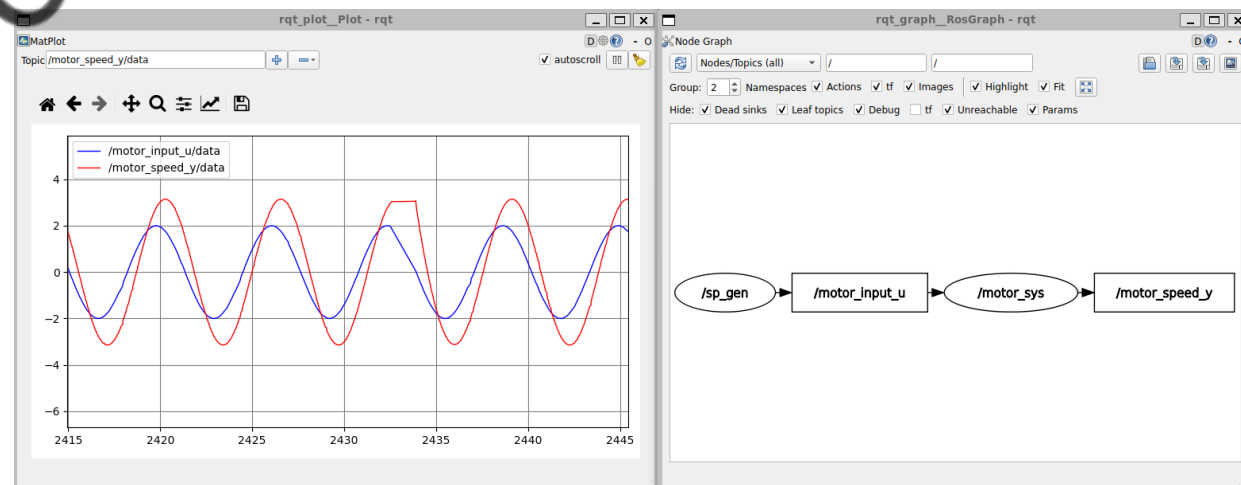 rqt_plot__Plot - rqt
MatPlot
D
- O
Topic /motor_speed_y/data
autoscroll
/motor_input_u/data
/motor_speed_y/data
4
2
0
−2
−4
−6
2415 2420 2425 2430 2435 2440 2445
rqt_graph__RosGraph - rqt
Node Graph
D
-
Nodes/Topics (all) / /
Group: 2 Namespaces Actions tf Images Highlight Fit
Hide: Dead sinks Leaf topics Debug tf Unreachable Params
/sp_gen /motor_input_u /motor_sys /motor_speed_y